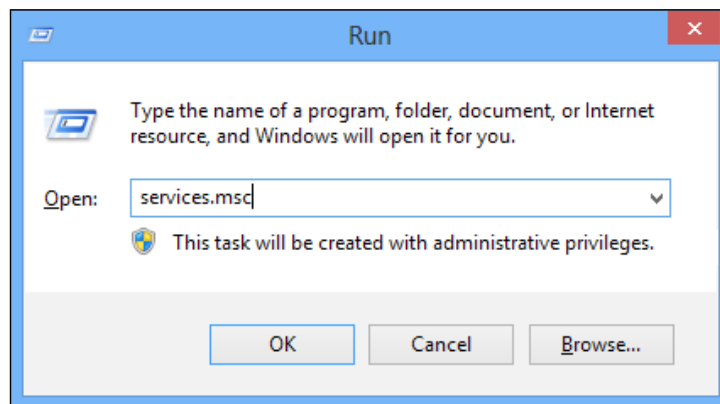 Run
Type the name of a program, folder, document, or Internet
resource, and Windows will open it for you.
Open: services.msc
This task will be created with administrative privileges.
OK Cancel Browse...